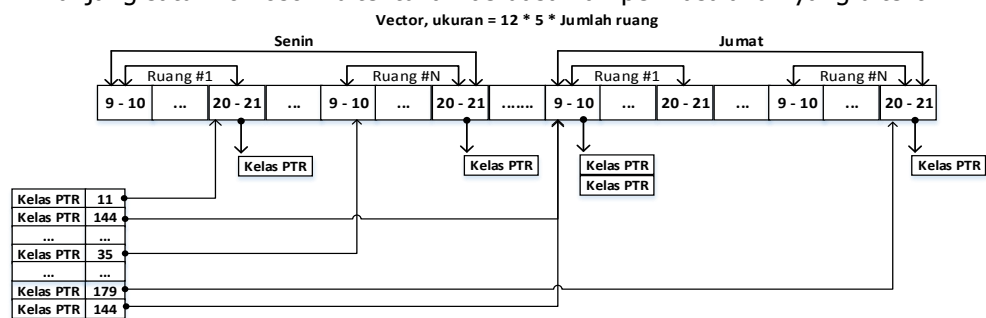 Vector, ukuran = 12 * 5 * Jumlah ruang
Senin
Jumat
Ruang #1
Ruang #N
Ruang #1
Ruang #N
9 - 10 ... 20 - 21 ... 9 - 10 ... 20 - 21 ....... 9 - 10 ... 20 - 21 ... 9 - 10 ... 20 - 21
Kelas PTR
Kelas PTR
Kelas PTR
Kelas PTR
Kelas PTR
Kelas PTR 11
Kelas PTR 144
... ...
Kelas PTR 35
... ...
Kelas PTR 179
Kelas PTR 144